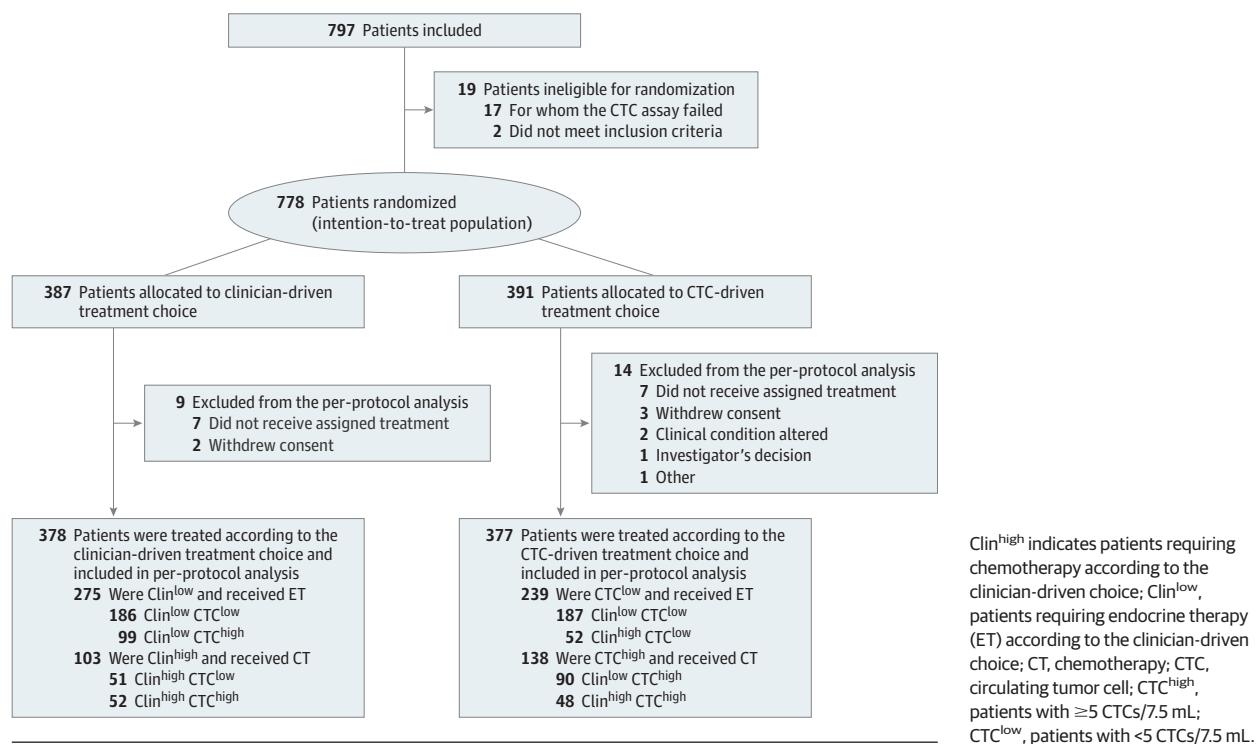 797 Patients included
19 Patients ineligible for randomization
17 For whom the CTC assay failed
2 Did not meet inclusion criteria
778 Patients randomized
(intention-to-treat population)
387 Patients allocated to clinician-driven
treatment choice
391 Patients allocated to CTC-driven
treatment choice
9 Excluded from the per-protocol analysis
7 Did not receive assigned treatment
2 Withdrew consent
14 Excluded from the per-protocol analysis
7 Did not receive assigned treatment
3 Withdrew consent
2 Clinical condition altered
1 Investigator's decision
1 Other
378 Patients were treated according to the
clinician-driven treatment choice and
included in per-protocol analysis
275 Were Clinlow and received ET
186 Clinlow CTClow
99 Clinlow CTChigh
103 Were Clinhigh and received CT
51 Clinhigh CTClow
52 Clinhigh CTChigh
377 Patients were treated according to the
CTC-driven treatment choice and
included in per-protocol analysis
239 Were CTClow and received ET
187 Clinlow CTClow
52 Clinhigh CTClow
138 Were CTChigh and received CT
90 Clinlow CTChigh
48 Clinhigh CTChigh
Clinhigh indicates patients requiring
chemotherapy according to the
clinician-driven choice; Clinlow,
patients requiring endocrine therapy
(ET) according to the clinician-driven
choice; CT, chemotherapy; CTC,
circulating tumor cell; CTChigh,
patients with ≥5 CTCs/7.5 mL;
CTClow, patients with <5 CTCs/7.5 mL.